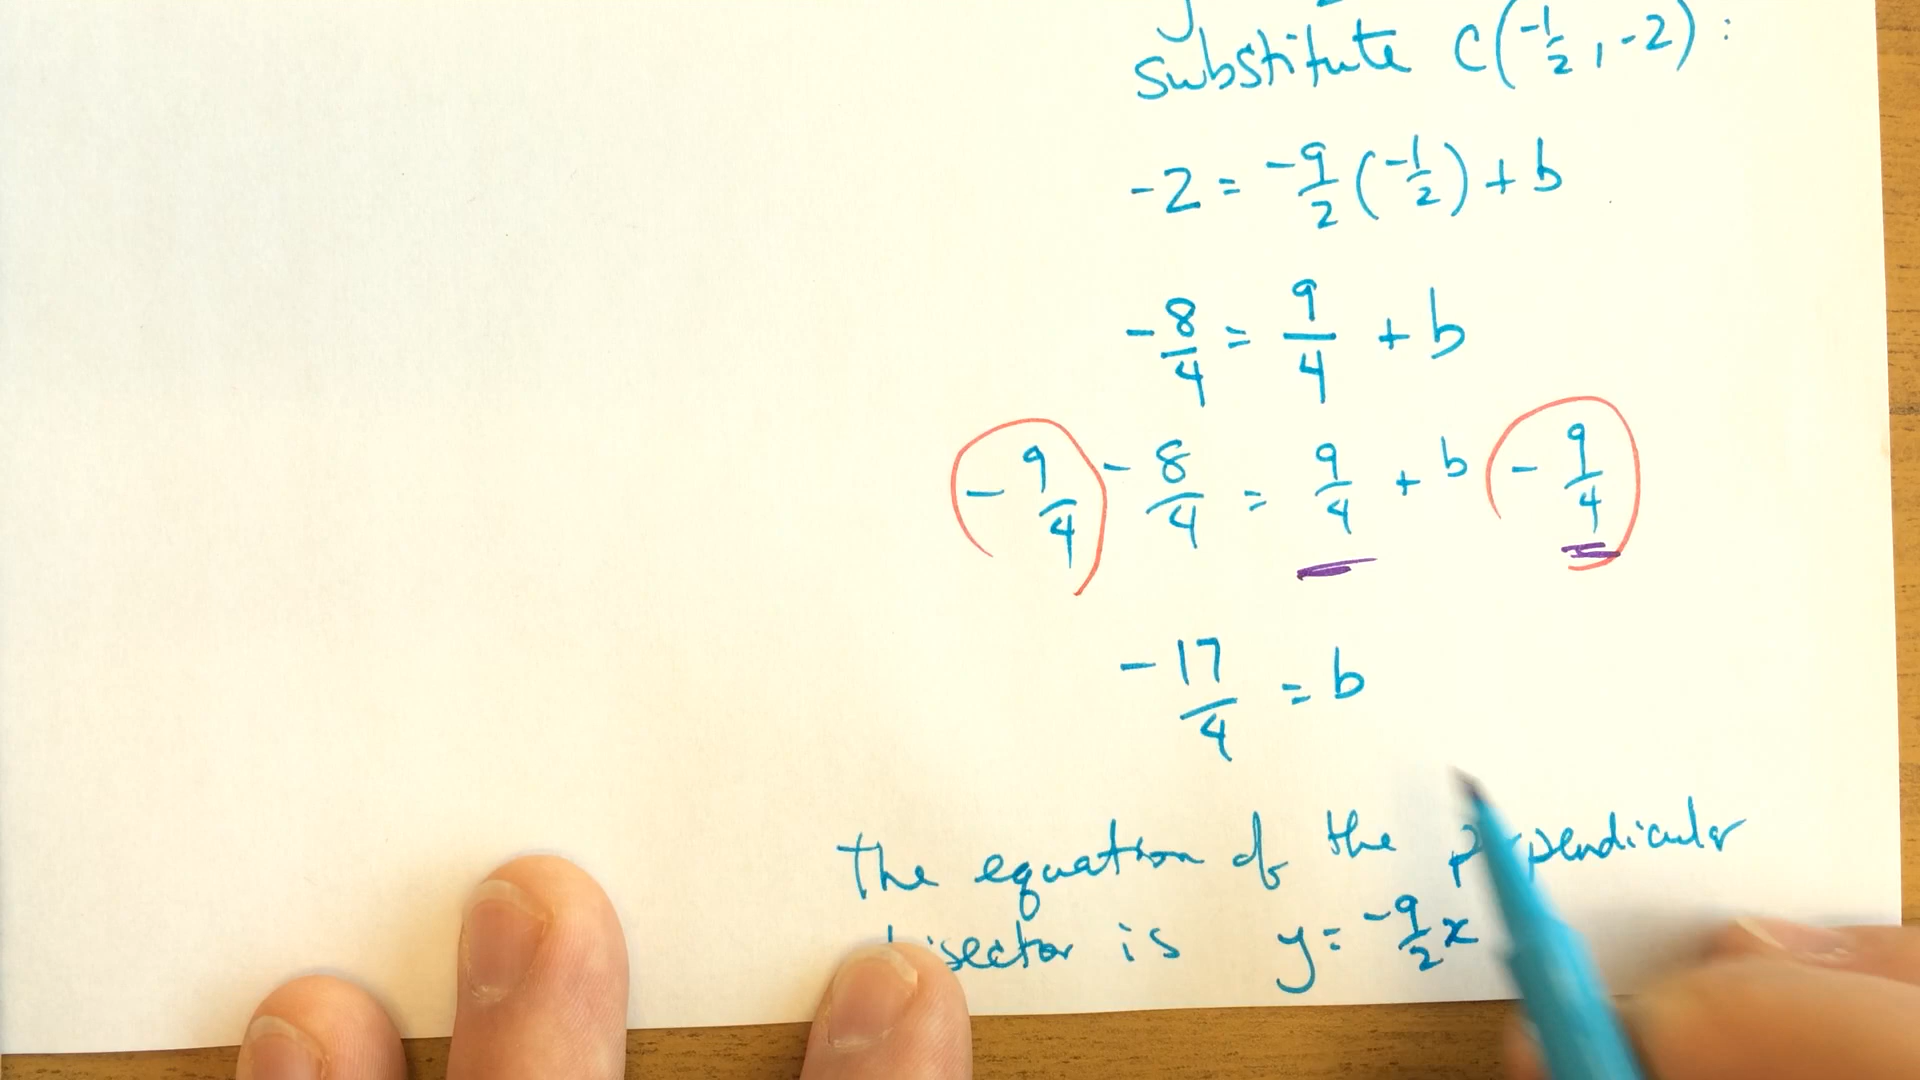 substitute C(-1/2, -2):
-2 = -9/2(-1/2) + b
-8/4 = 9/4 + b
-9/4 - 8/4 = 9/4 + b - 9/4
-17/4 = b
the equation of the perpendicular
bisector is y = -9/2x